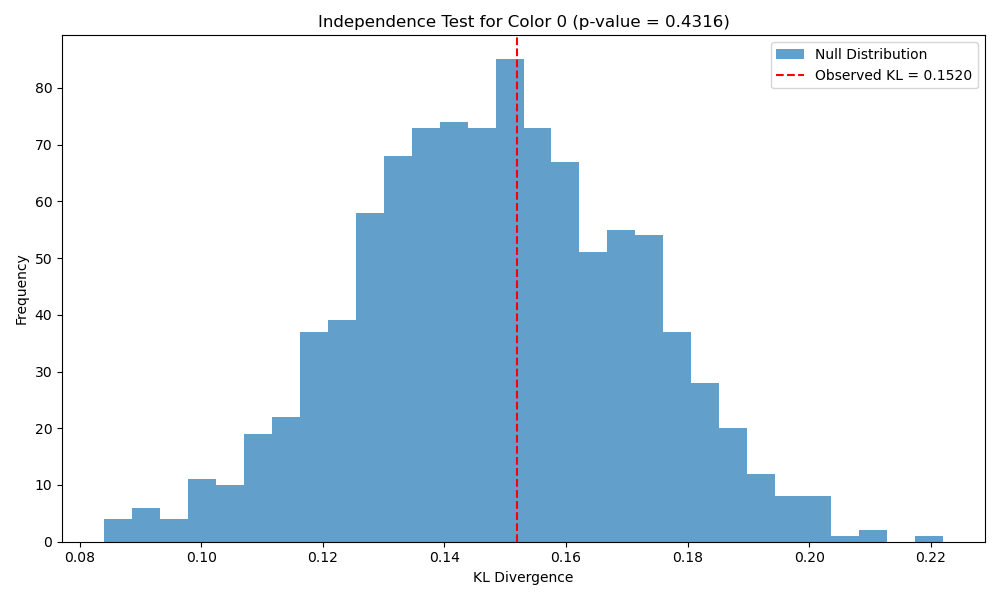 Independence Test for Color 0 (p-value = 0.4316)
Null Distribution
Observed KL = 0.1520
Frequency
80
70
60
50
40
30
20
10
0
0.08 0.10 0.12 0.14 0.16 0.18 0.20 0.22
KL Divergence